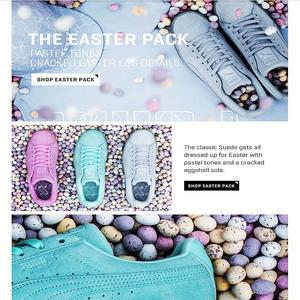 THE EASTER PACK
PASTEL TONES
CRACKED EASTER EGG DETAILS
SHOP EASTER PACK
The classic Suede gets all
dressed up for Easter with
pastel tones and a cracked
eggshell sole.
SHOP EASTER PACK